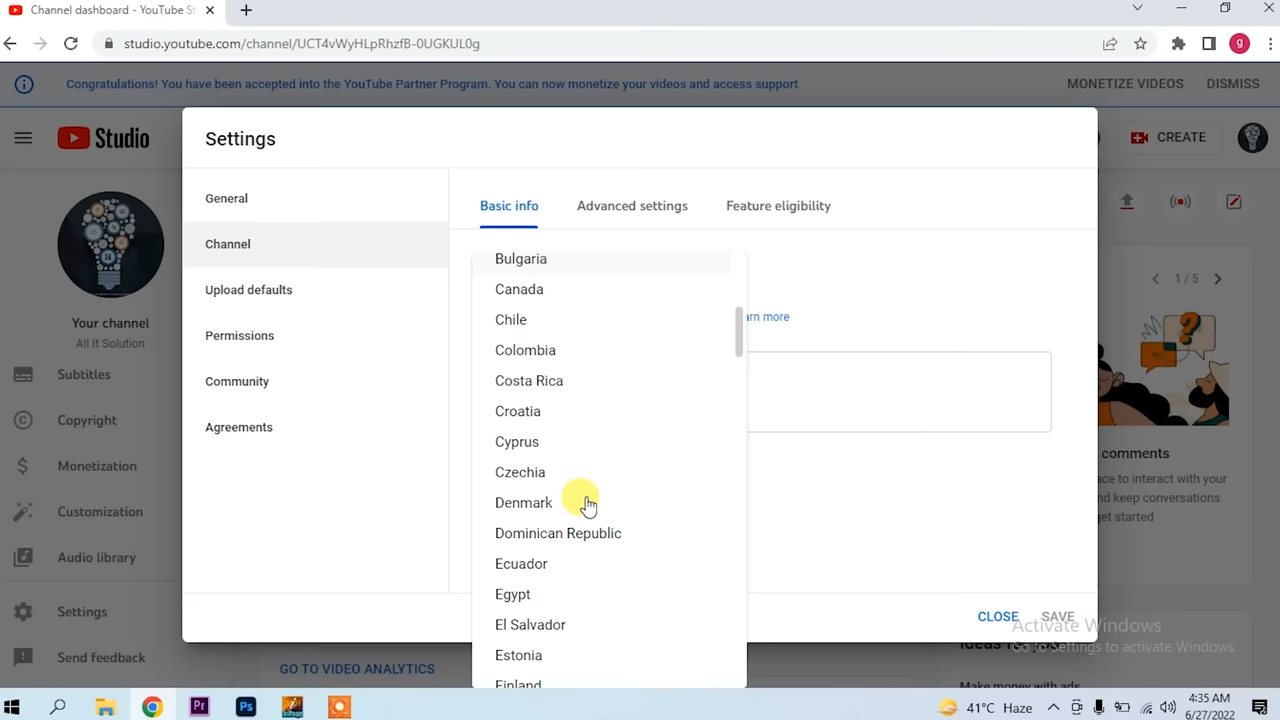 Channel dashboard - YouTube St
studio.youtube.com/channel/UCT4vWyHLpRhzfB-0UGKUL0g
g
Congratulations! You have been accepted into the YouTube Partner Program. You can now monetize your videos and access support
MONETIZE VIDEOS
DISMISS
Studio
CREATE
Settings
General
Channel
Upload defaults
Permissions
Community
Agreements
Basic info
Advanced settings
Feature eligibility
Bulgaria
Canada
Chile
Colombia
Costa Rica
Croatia
Cyprus
Czechia
Denmark
Dominican Republic
Ecuador
Egypt
El Salvador
Estonia
Finland
arn more
CLOSE
SAVE
Your channel
All It Solution
Subtitles
Copyright
Monetization
Customization
Audio library
Settings
Send feedback
1 / 5
comments
ace to interact with your
nd keep conversations
get started
GO TO VIDEO ANALYTICS
Make money with ads
Activate Windows
Go to Settings to activate Windows.
Pr
Ps
41°C Haze
4:35 AM
6/27/2022